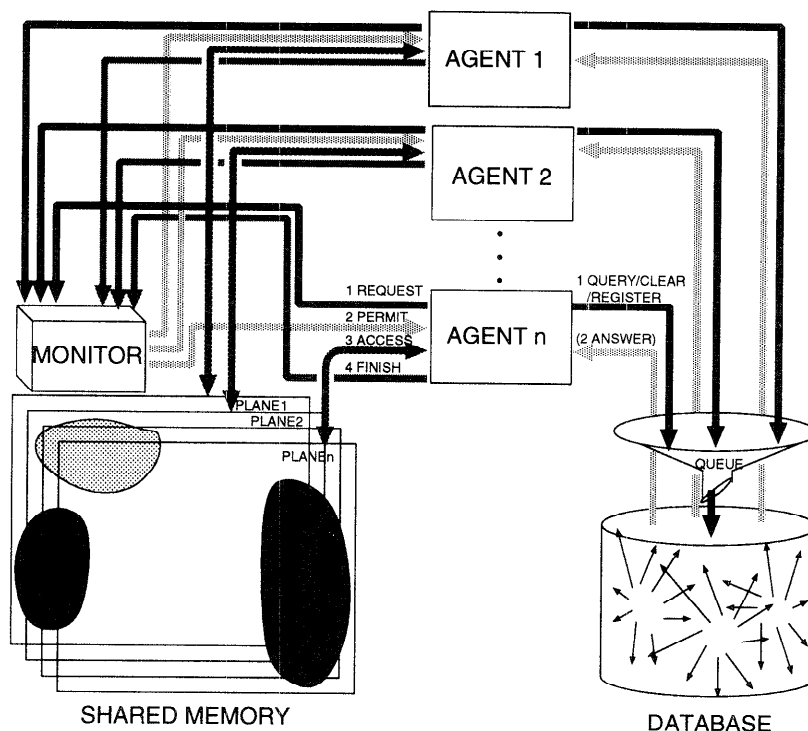 AGENT 1
AGENT 2
1 REQUEST
1 QUERY/CLEAR
/REGISTER
2 PERMIT
AGENT n
MONITOR
3 ACCESS
(2 ANSWER)
4 FINISH
PLANE1
PLANE2
PLANEn
QUEUE
SHARED MEMORY
DATABASE